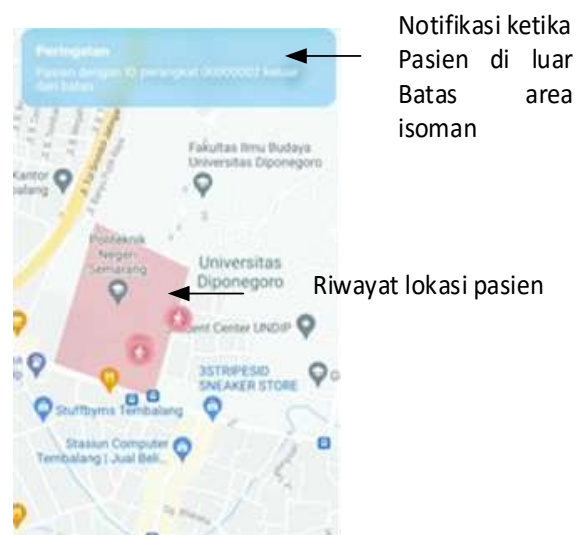 Notifikasi ketika
Pasien di luar
Batas area
isoman
Peringatan
Pasien dengan ID perangkat 00000002 keluar
dari batas
Fakultas Ilmu Budaya
Universitas Diponegoro
Kantor
Politeknik
Negeri
Semarang
Universitas
Diponegoro
Riwayat lokasi pasien
ent Center UNDIP
3STRIPESID
SNEAKER STORE
Stuffbyms Tembalang
Stasiun Computer
Tembalang | Jual Beli...